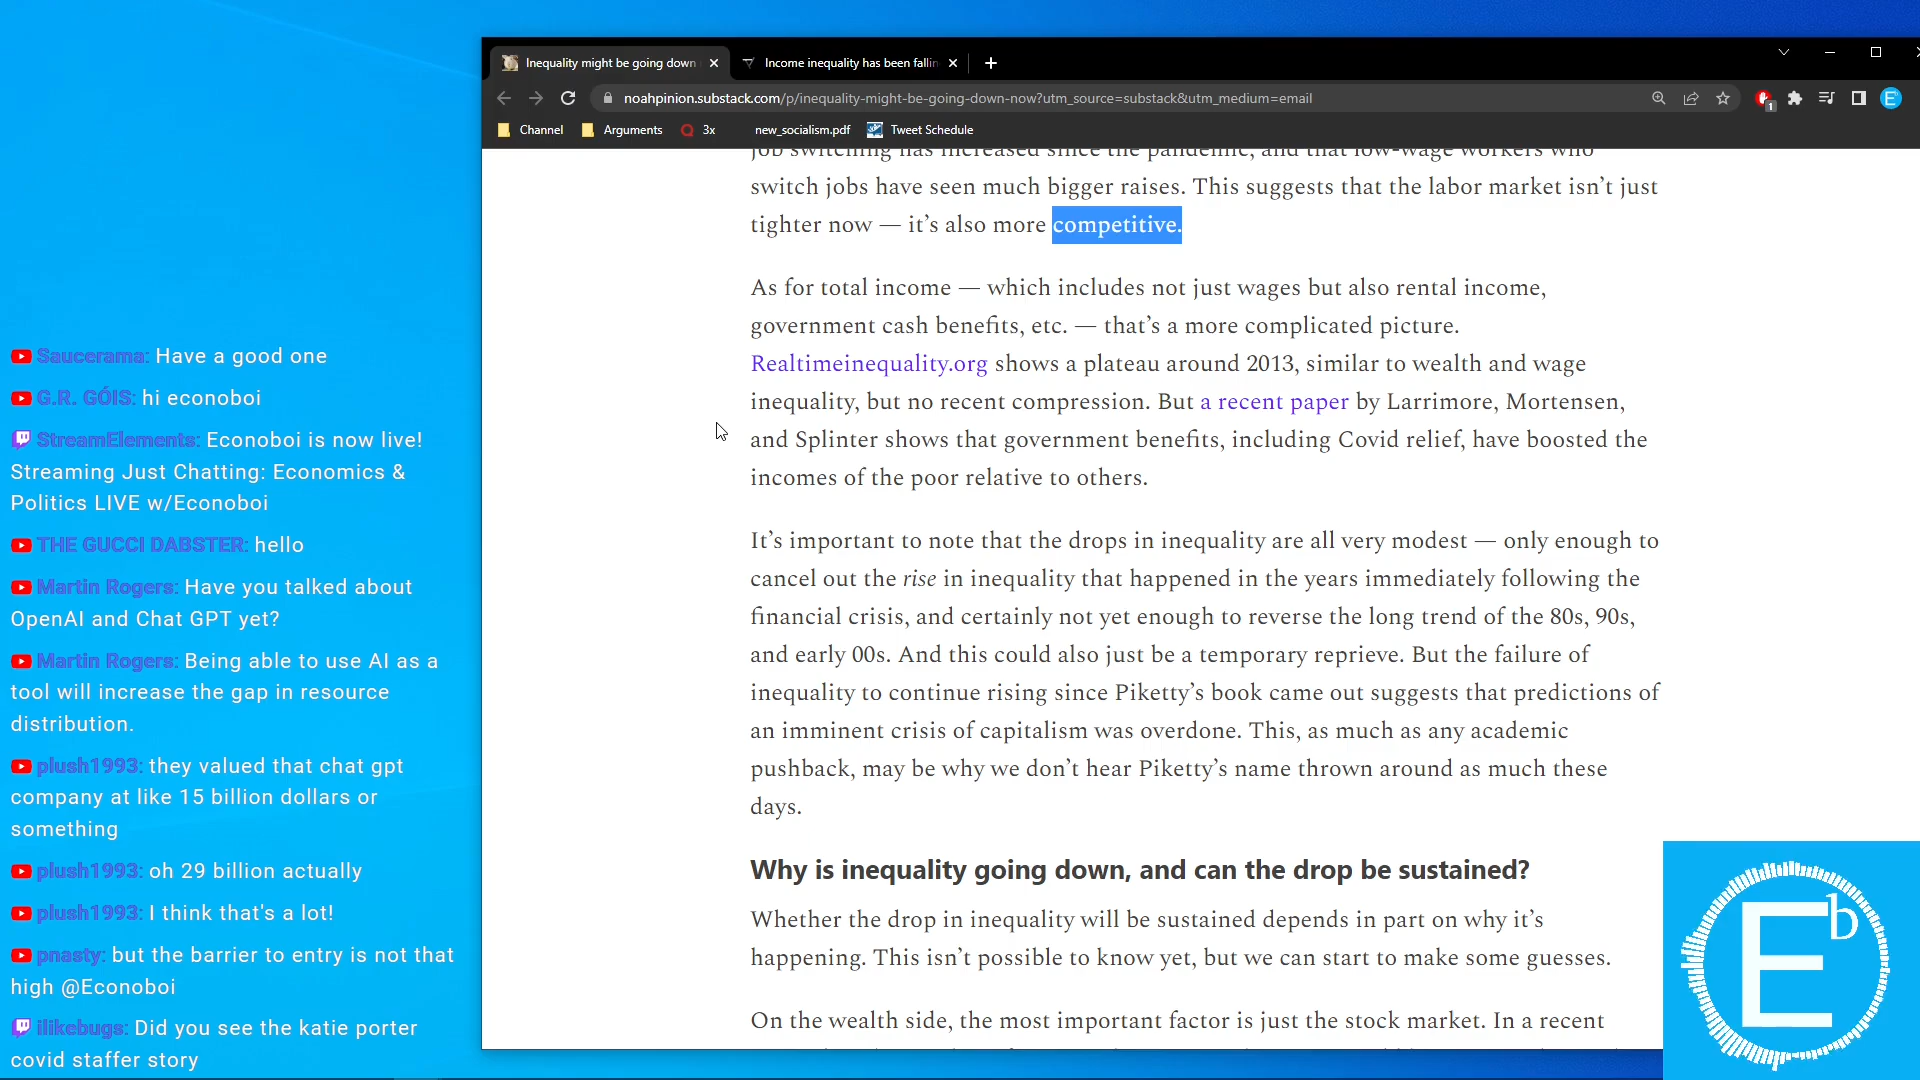 Inequality might be going down
Income inequality has been fallin
noahpinion.substack.com/p/inequality-might-be-going-down-now?utm_source=substack&utm_medium=email
1
E
Channel
Arguments
3x
new_socialism.pdf
Tweet Schedule
job switching has increased since the pandemic, and that low-wage workers who
switch jobs have seen much bigger raises. This suggests that the labor market isn’t just
tighter now — it’s also more competitive.
As for total income — which includes not just wages but also rental income,
government cash benefits, etc. — that’s a more complicated picture.
Realtimeinequality.org shows a plateau around 2013, similar to wealth and wage
inequality, but no recent compression. But a recent paper by Larrimore, Mortensen,
and Splinter shows that government benefits, including Covid relief, have boosted the
incomes of the poor relative to others.
It’s important to note that the drops in inequality are all very modest — only enough to
cancel out the rise in inequality that happened in the years immediately following the
financial crisis, and certainly not yet enough to reverse the long trend of the 80s, 90s,
and early 00s. And this could also just be a temporary reprieve. But the failure of
inequality to continue rising since Piketty’s book came out suggests that predictions of
an imminent crisis of capitalism was overdone. This, as much as any academic
pushback, may be why we don’t hear Piketty’s name thrown around as much these
days.
Why is inequality going down, and can the drop be sustained?
Whether the drop in inequality will be sustained depends in part on why it’s
happening. This isn’t possible to know yet, but we can start to make some guesses.
On the wealth side, the most important factor is just the stock market. In a recent
Saucerama: Have a good one
G.R. GÓIS: hi econoboi
StreamElements: Econoboi is now live!
Streaming Just Chatting: Economics &
Politics LIVE w/Econoboi
THE GUCCI DABSTER: hello
Martin Rogers: Have you talked about
OpenAI and Chat GPT yet?
Martin Rogers: Being able to use AI as a
tool will increase the gap in resource
distribution.
plush1993: they valued that chat gpt
company at like 15 billion dollars or
something
plush1993: oh 29 billion actually
plush1993: I think that's a lot!
pnasty: but the barrier to entry is not that
high @Econoboi
ilikebugs: Did you see the katie porter
covid staffer story
Eb